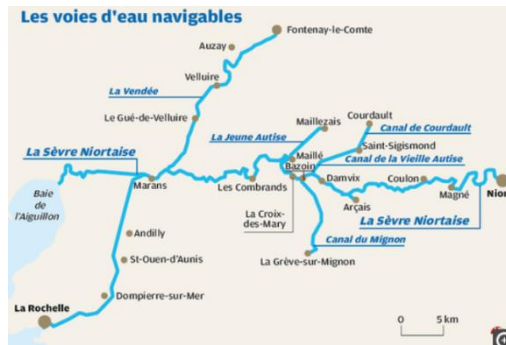 Les voies d'eau navigables
Fontenay-le-Comte
Auzay
Velluire
La Vendée
Le Gué-de-Velluire
Maillezais
Courdault
Canal de Courdault
La Jeune Autise
Saint-Sigismond
La Sèvre Niortaise
Maillé
Canal de la Vieille Autise
Bazoin
Marans
Les Combrands
Damvix
Coulon
Magné
Nior
Baie
de
l'Aiguillon
La Croix-
des-Mary
Arçais
La Sèvre Niortaise
Andilly
Canal du Mignon
St-Ouen-d'Aunis
La Grève-sur-Mignon
Dompierre-sur-Mer
La Rochelle
0 5 km